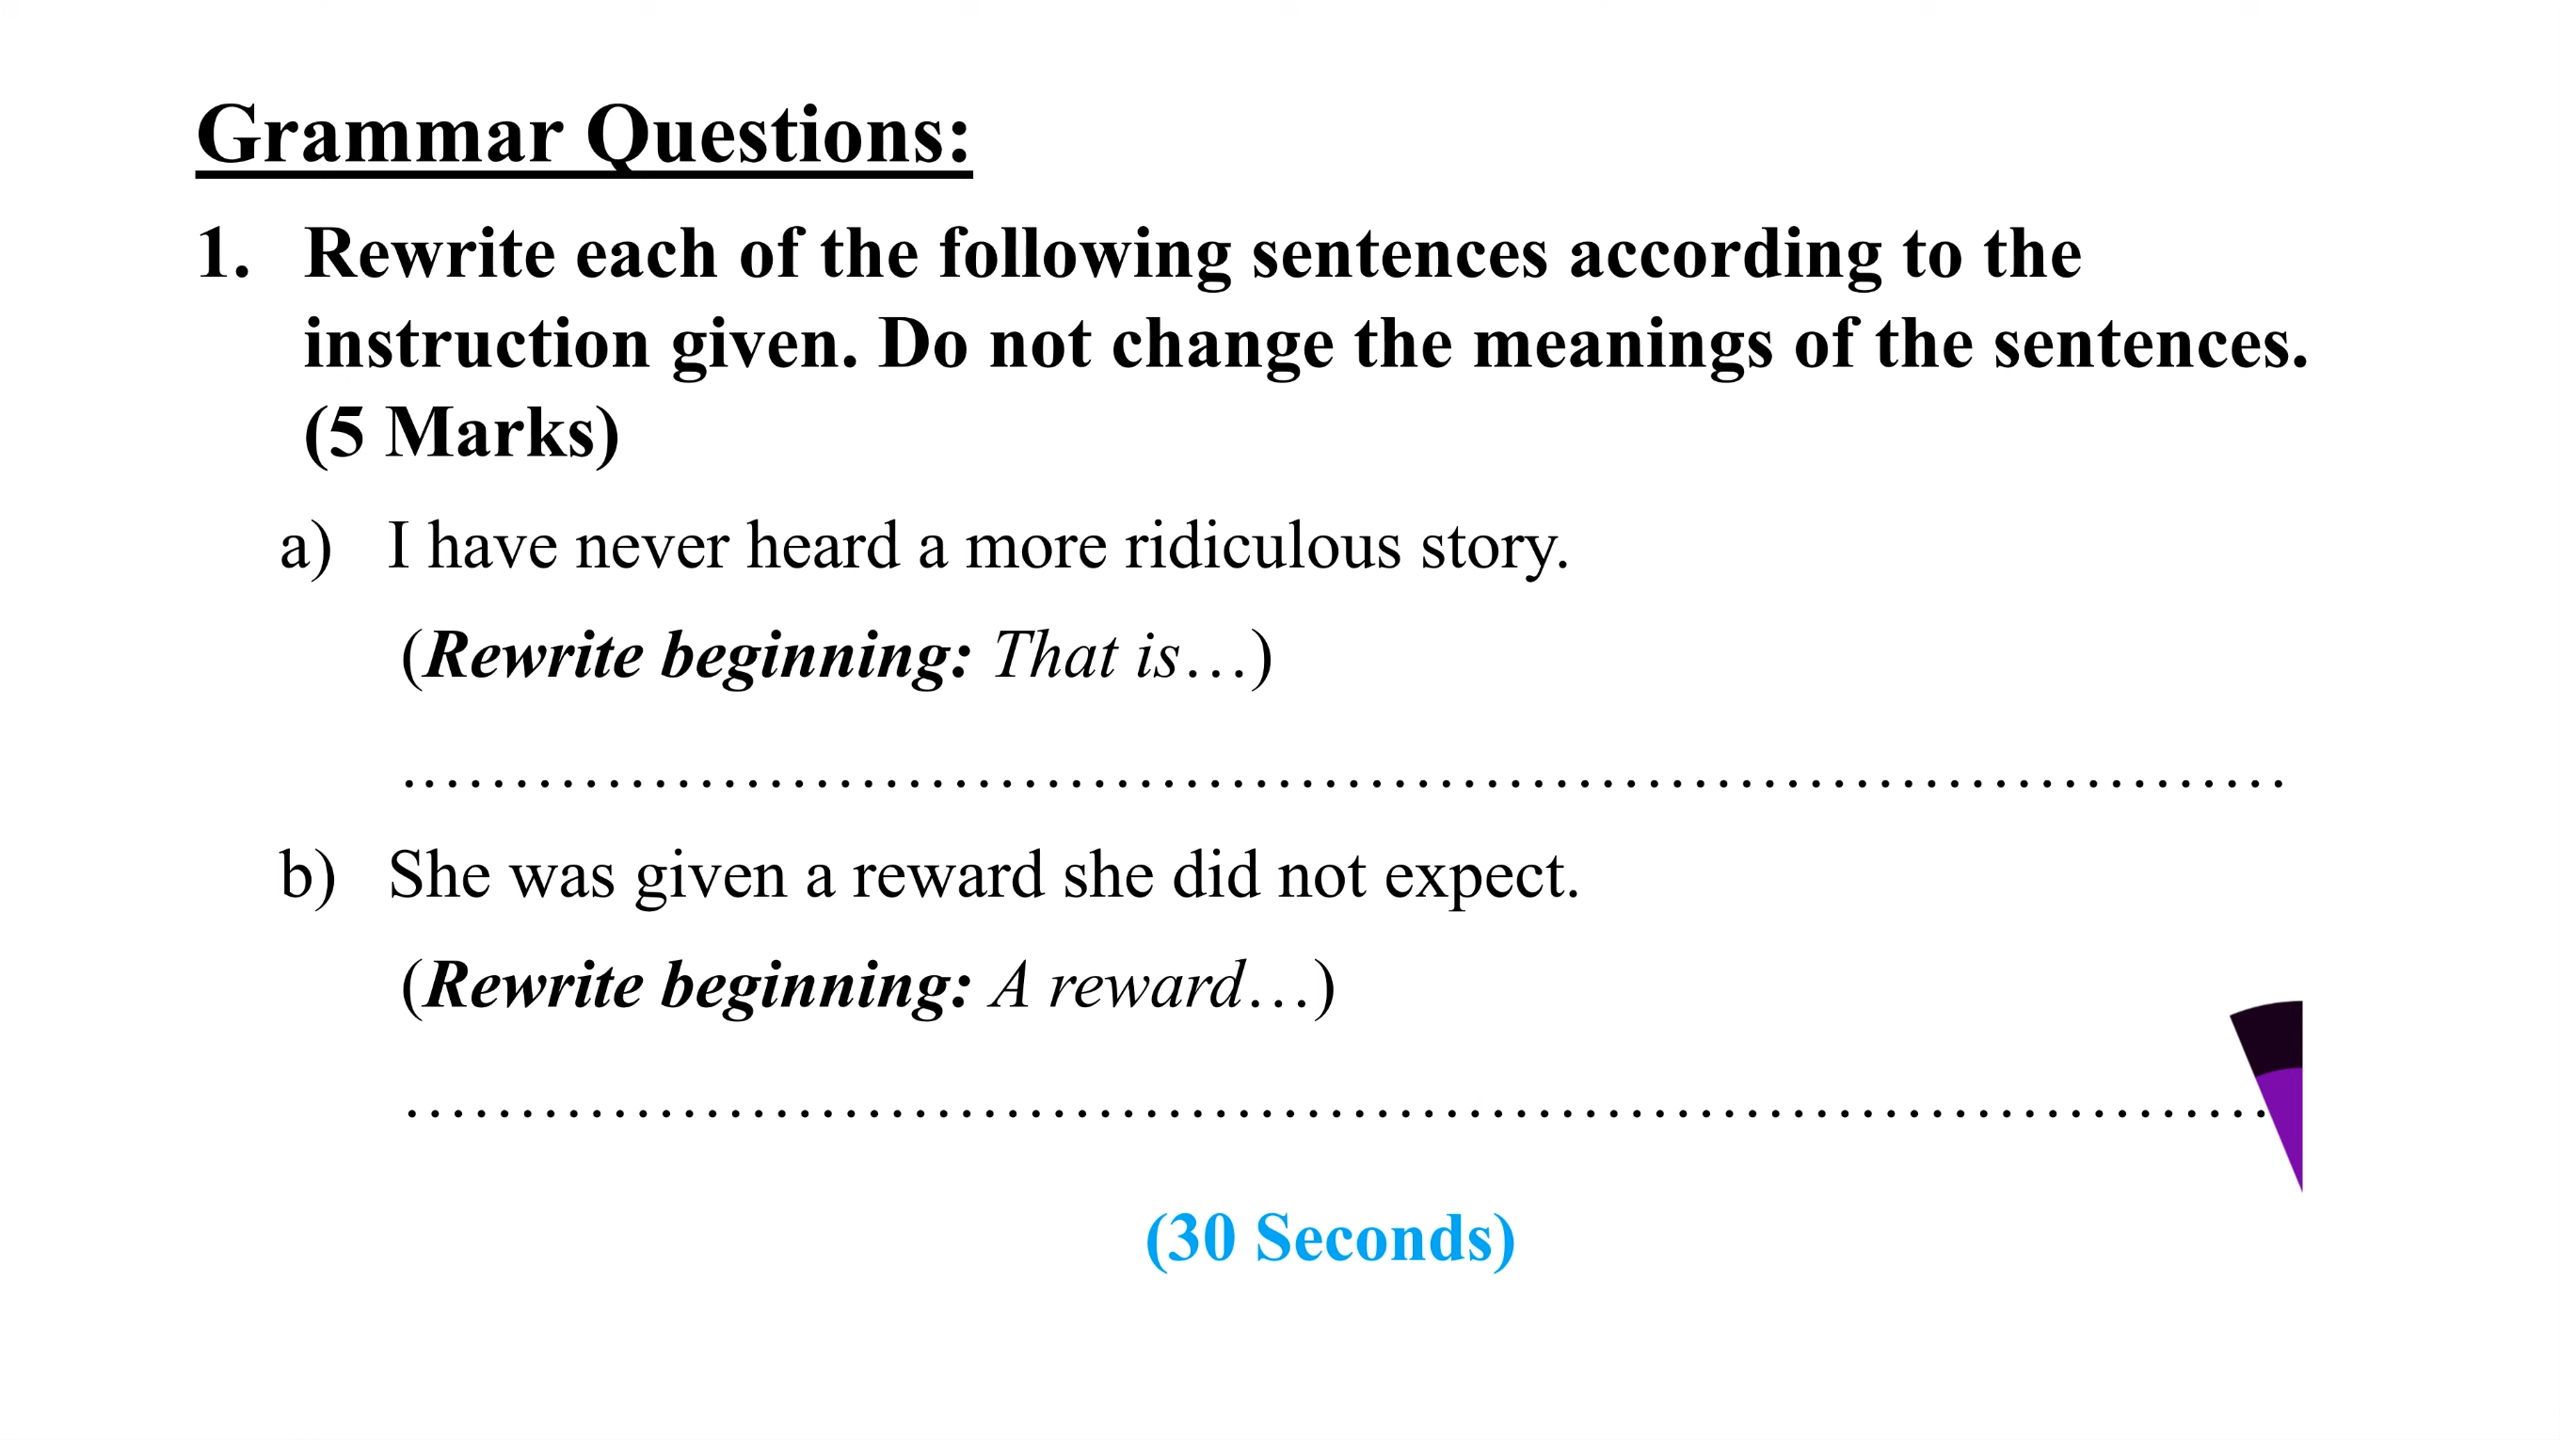 Grammar Questions:
1. Rewrite each of the following sentences according to the
instruction given. Do not change the meanings of the sentences.
(5 Marks)
a) I have never heard a more ridiculous story.
(Rewrite beginning: That is…)
………………………………………………………………………………
b) She was given a reward she did not expect.
(Rewrite beginning: A reward…)
………………………………………………………………………………
(30 Seconds)